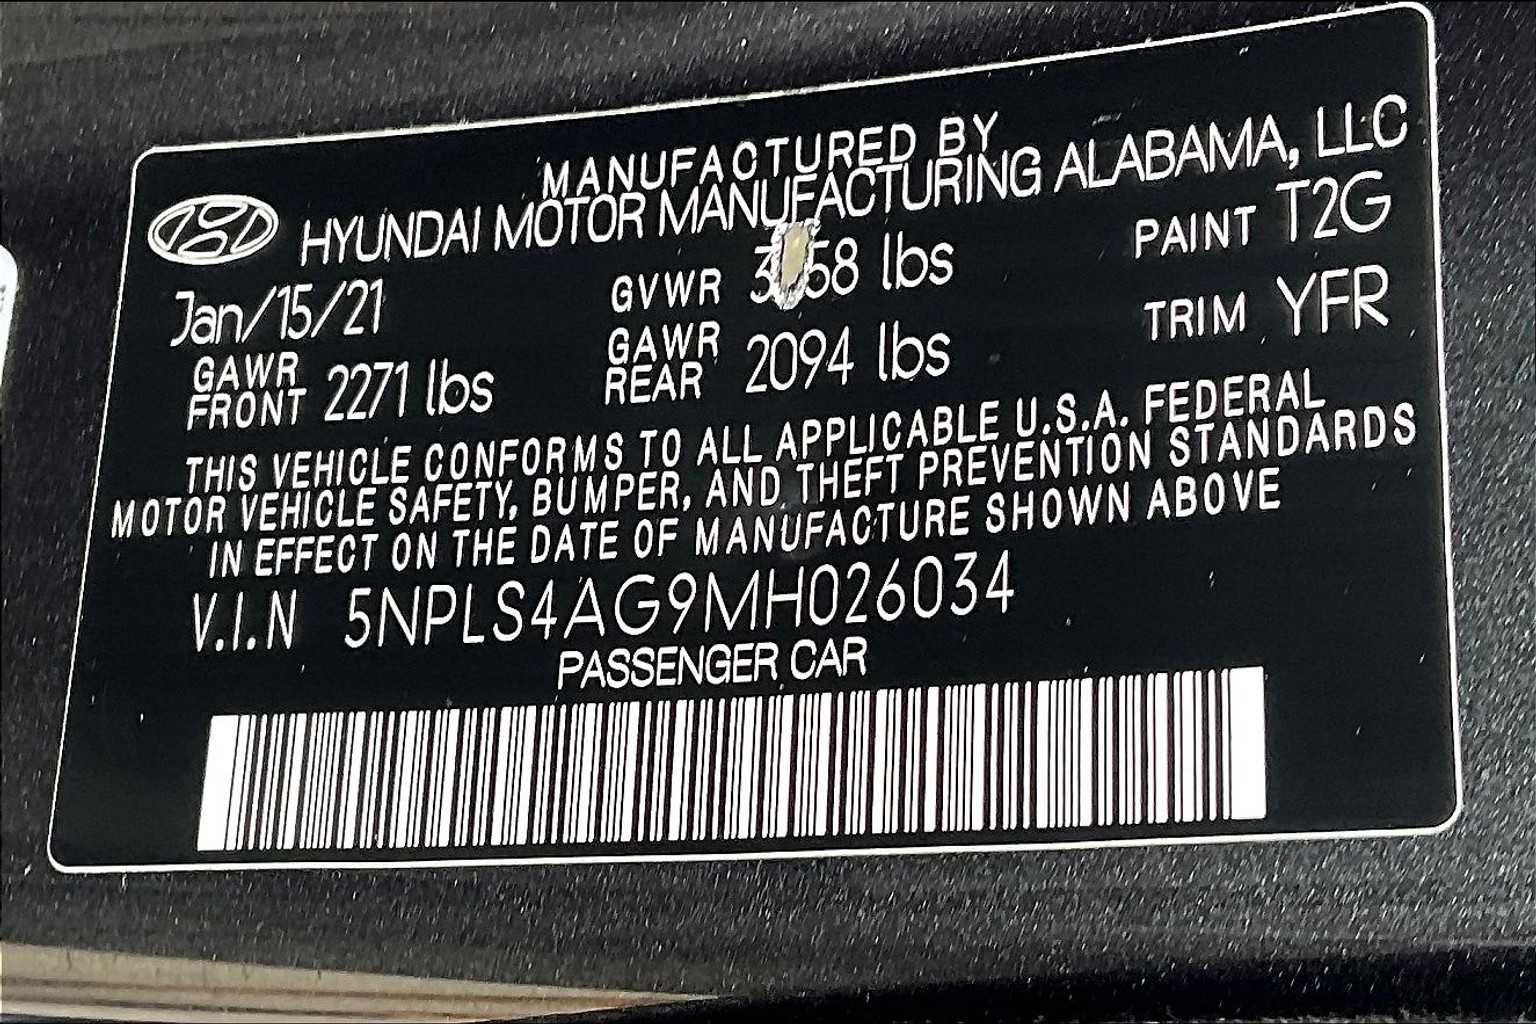 MANUFACTURED BY
HYUNDAI MOTOR MANUFACTURING ALABAMA, LLC
Jan/15/21 GVWR lbs PAINT T2G
GAWR FRONT 2271 lbs GAWR REAR 2094 lbs TRIM YFR
THIS VEHICLE CONFORMS TO ALL APPLICABLE U.S.A. FEDERAL
MOTOR VEHICLE SAFETY, BUMPER, AND THEFT PREVENTION STANDARDS
IN EFFECT ON THE DATE OF MANUFACTURE SHOWN ABOVE
V.I.N 5NPLS4AG9MH026034
PASSENGER CAR